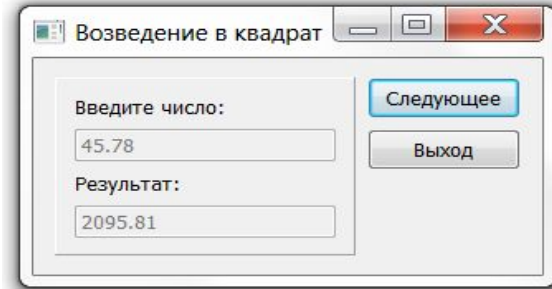 Возведение в квадрат
Введите число:
45.78
Результат:
2095.81
Следующее
Выход